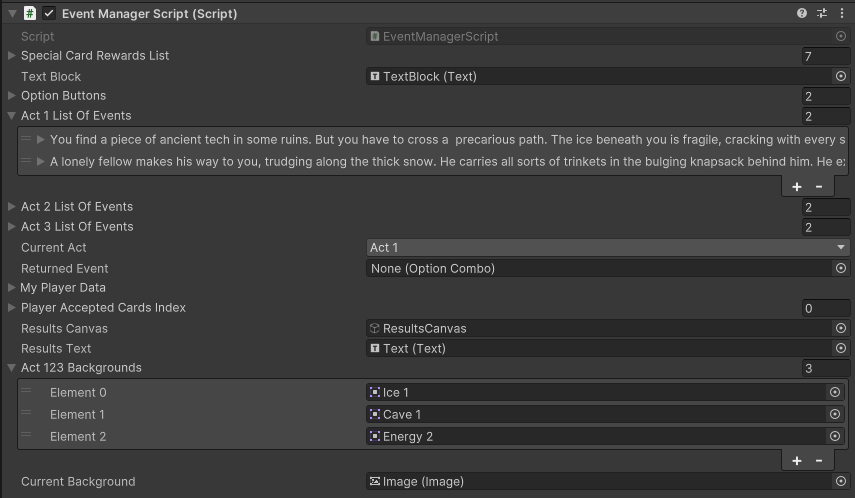 Event Manager Script (Script)
Script EventManagerScript
Special Card Rewards List 7
Text Block TextBlock (Text)
Option Buttons 2
Act 1 List Of Events 2
You find a piece of ancient tech in some ruins. But you have to cross a  precarious path. The ice beneath you is fragile, cracking with every s
A lonely fellow makes his way to you, trudging along the thick snow. He carries all sorts of trinkets in the bulging knapsack behind him. He e
+ -
Act 2 List Of Events 2
Act 3 List Of Events 2
Current Act Act 1
Returned Event None (Option Combo)
My Player Data
Player Accepted Cards Index 0
Results Canvas ResultsCanvas
Results Text Text (Text)
Act 123 Backgrounds 3
Element 0 Ice 1
Element 1 Cave 1
Element 2 Energy 2
+ -
Current Background Image (Image)